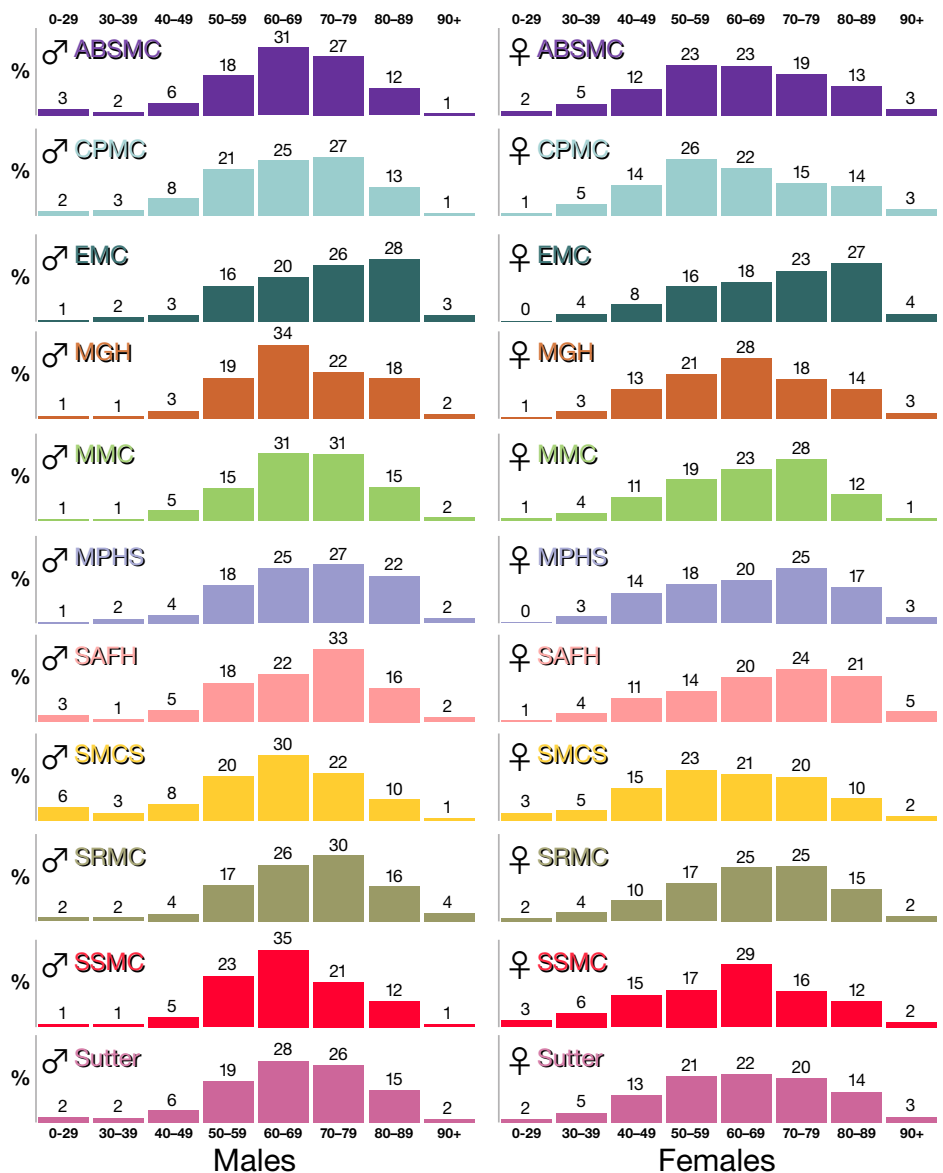 0-29 30–39 40–49 50–59 60–69 70–79 80–89 90+ 0-29 30–39 40–49 50–59 60–69 70–79 80–89 90+
% ♂ ABSMC ♀ ABSMC
3 2 6 18 31 27 12 1 2 5 12 23 23 19 13 3
% ♂ CPMC ♀ CPMC
2 3 8 21 25 27 13 1 1 5 14 26 22 15 14 3
% ♂ EMC ♀ EMC
1 2 3 16 20 26 28 3 0 4 8 16 18 23 27 4
% ♂ MGH ♀ MGH
1 1 3 19 34 22 18 2 1 3 13 21 28 18 14 3
% ♂ MMC ♀ MMC
1 1 5 15 31 31 15 2 1 4 11 19 23 28 12 1
% ♂ MPHS ♀ MPHS
1 2 4 18 25 27 22 2 0 3 14 18 20 25 17 3
% ♂ SAFH ♀ SAFH
3 1 5 18 22 33 16 2 1 4 11 14 20 24 21 5
% ♂ SMCS ♀ SMCS
6 3 8 20 30 22 10 1 3 5 15 23 21 20 10 2
% ♂ SRMC ♀ SRMC
2 2 4 17 26 30 16 4 2 4 10 17 25 25 15 2
% ♂ SSMC ♀ SSMC
1 1 5 23 35 21 12 1 3 6 15 17 29 16 12 2
% ♂ Sutter ♀ Sutter
2 2 6 19 28 26 15 2 2 5 13 21 22 20 14 3
0-29 30–39 40–49 50–59 60–69 70–79 80–89 90+ 0-29 30–39 40–49 50–59 60–69 70–79 80–89 90+
Males Females